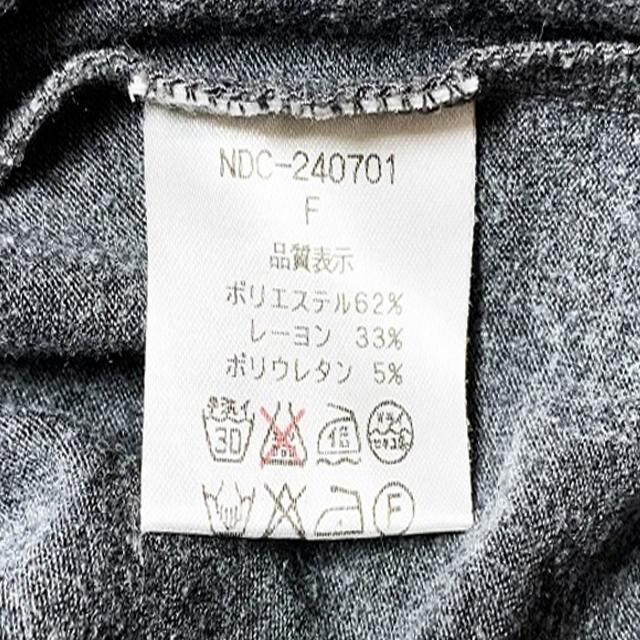 NDC-240701
F
品質表示
ポリエステル62%
レーヨン 33%
ポリウレタン 5%
手洗イ
30
低
ドライ
セキユ系
F